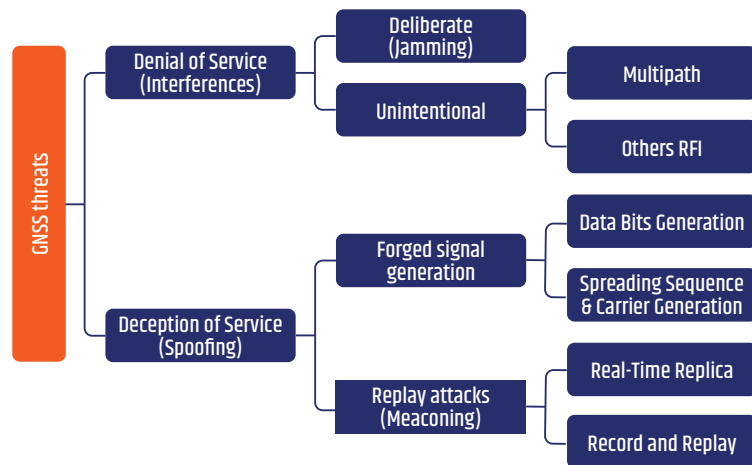 GNSS threats
Denial of Service
(Interferences)
Deliberate
(Jamming)
Unintentional
Multipath
Others RFI
Deception of Service
(Spoofing)
Forged signal
generation
Data Bits Generation
Spreading Sequence
& Carrier Generation
Replay attacks
(Meaconing)
Real-Time Replica
Record and Replay